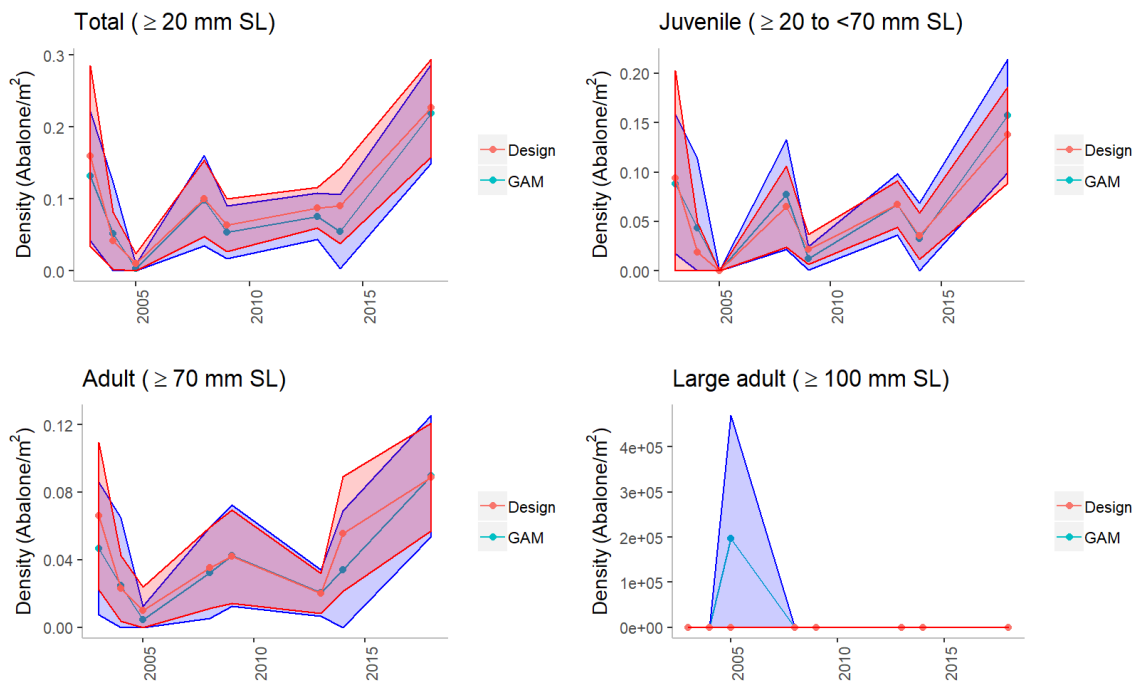 Total ( ≥ 20 mm SL)
Density (Abalone/m²)
0.3
0.2
0.1
0.0
2005
2010
2015
Design
GAM
Juvenile ( ≥ 20 to <70 mm SL)
Density (Abalone/m²)
0.20
0.15
0.10
0.05
0.00
2005
2010
2015
Design
GAM
Adult ( ≥ 70 mm SL)
Density (Abalone/m²)
0.12
0.08
0.04
0.00
2005
2010
2015
Design
GAM
Large adult ( ≥ 100 mm SL)
Density (Abalone/m²)
4e+05
3e+05
2e+05
1e+05
0e+00
2005
2010
2015
Design
GAM